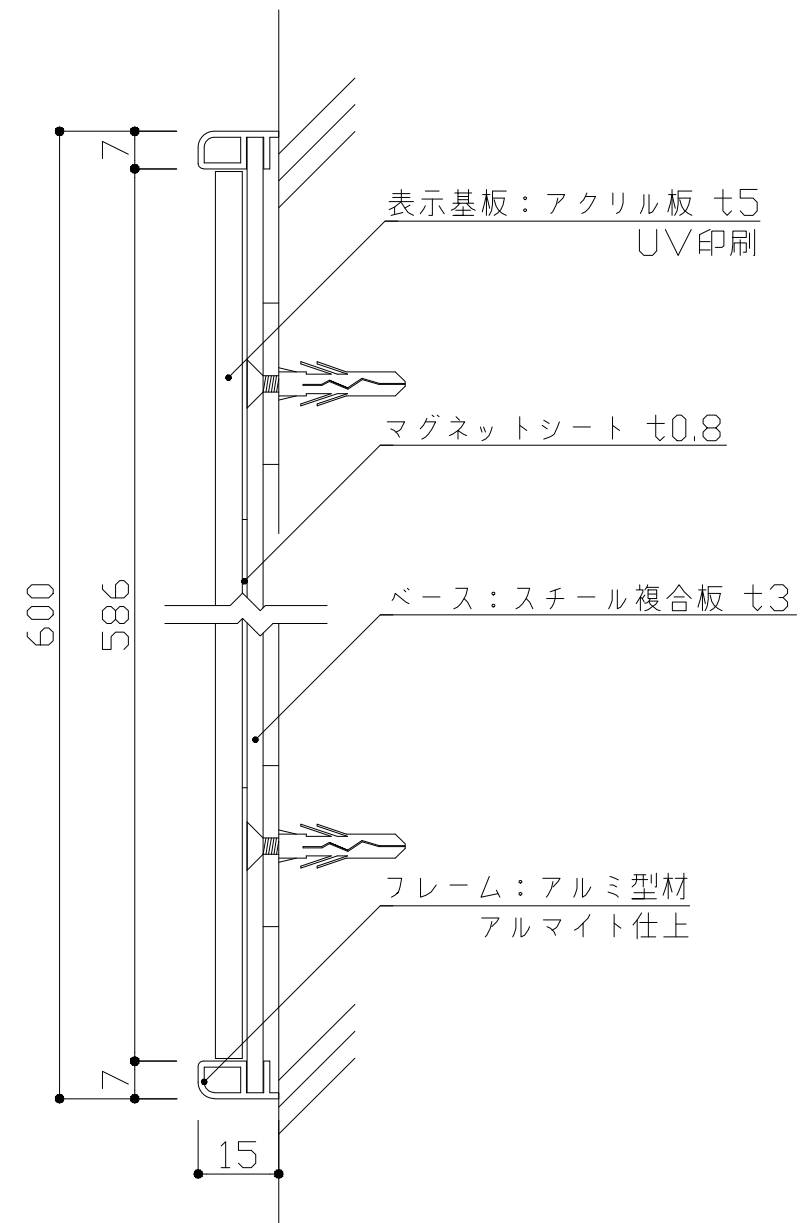 7
表示基板：アクリル板 t5
UV印刷
マグネットシート t0.8
600
586
ベース：スチール複合板 t3
フレーム：アルミ型材
アルマイト仕上
7
15